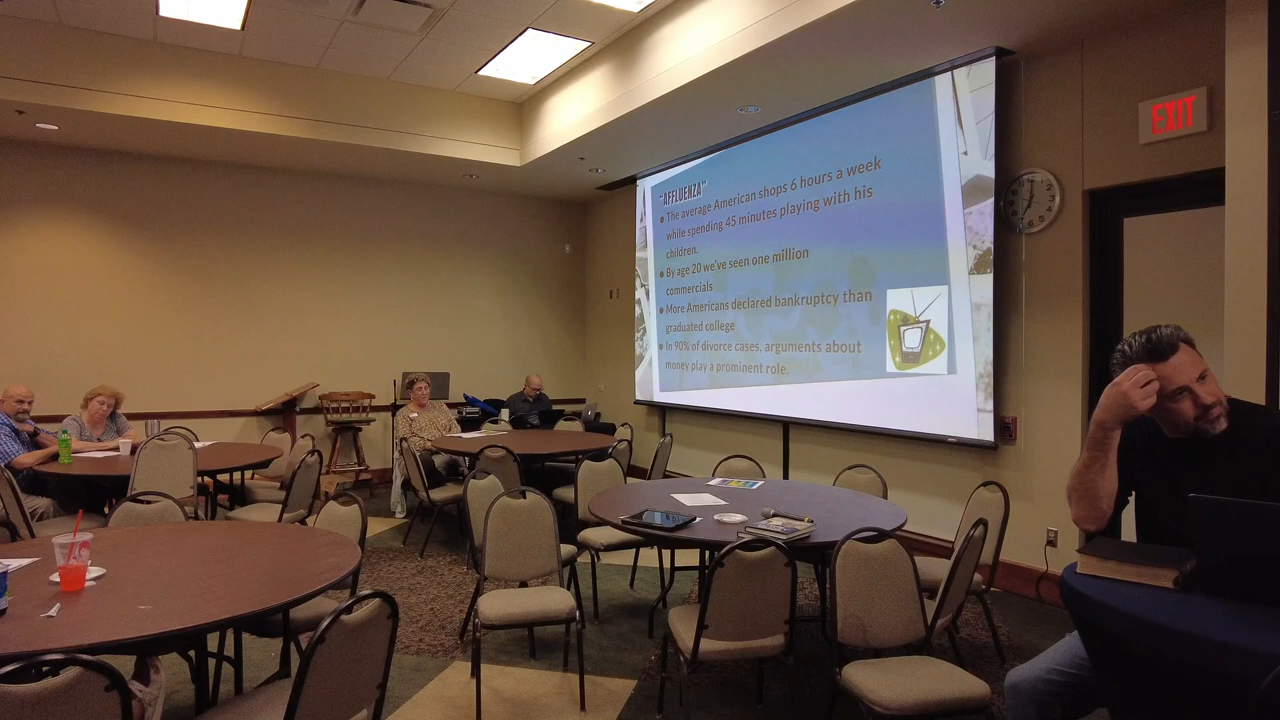 "AFFLUENZA"
• The average American shops 6 hours a week
while spending 45 minutes playing with his
children.
• By age 20 we've seen one million
commercials
• More Americans declared bankruptcy than
graduated college
• In 90% of divorce cases, arguments about
money play a prominent role.
EXIT